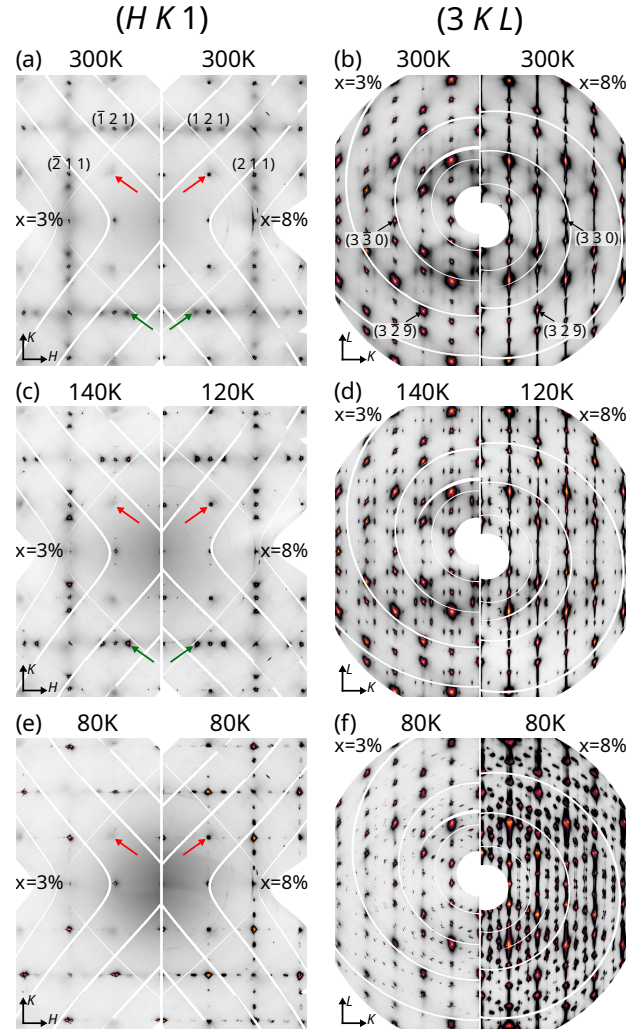 (H K 1)
(3 K L)
(a) 300K 300K
(b) 300K 300K
x=3% x=8%
(1̅ 2 1) (1 2 1)
(2̅ 1 1) (2 1 1)
x=3% x=8%
(3 3̅ 0) (3 3 0)
(3 2̅ 9̅) (3 2 9̅)
K H
L K
(c) 140K 120K
(d) 140K 120K
x=3% x=8%
x=3% x=8%
K H
L K
(e) 80K 80K
(f) 80K 80K
x=3% x=8%
x=3% x=8%
K H
L K